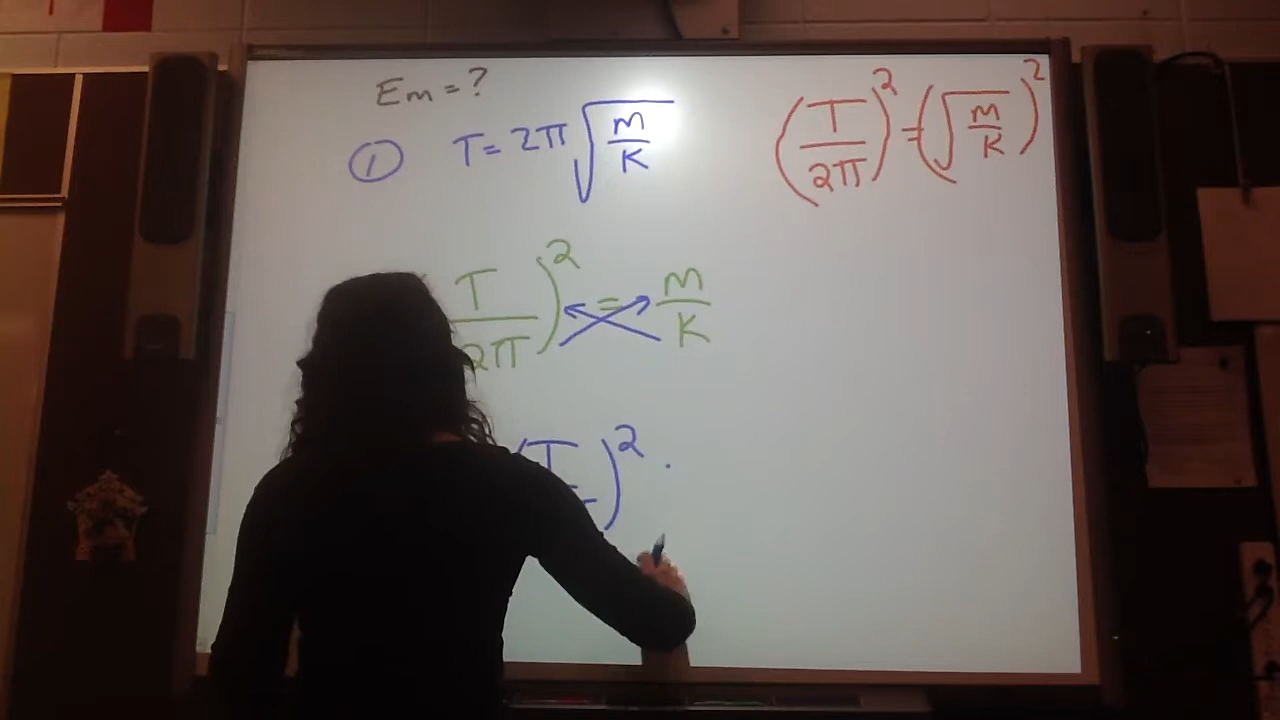 Em = ?
① T = 2π √(m/K)
(T/2π)² = (√(m/K))²
T/2π)² = m/K
(T )² .